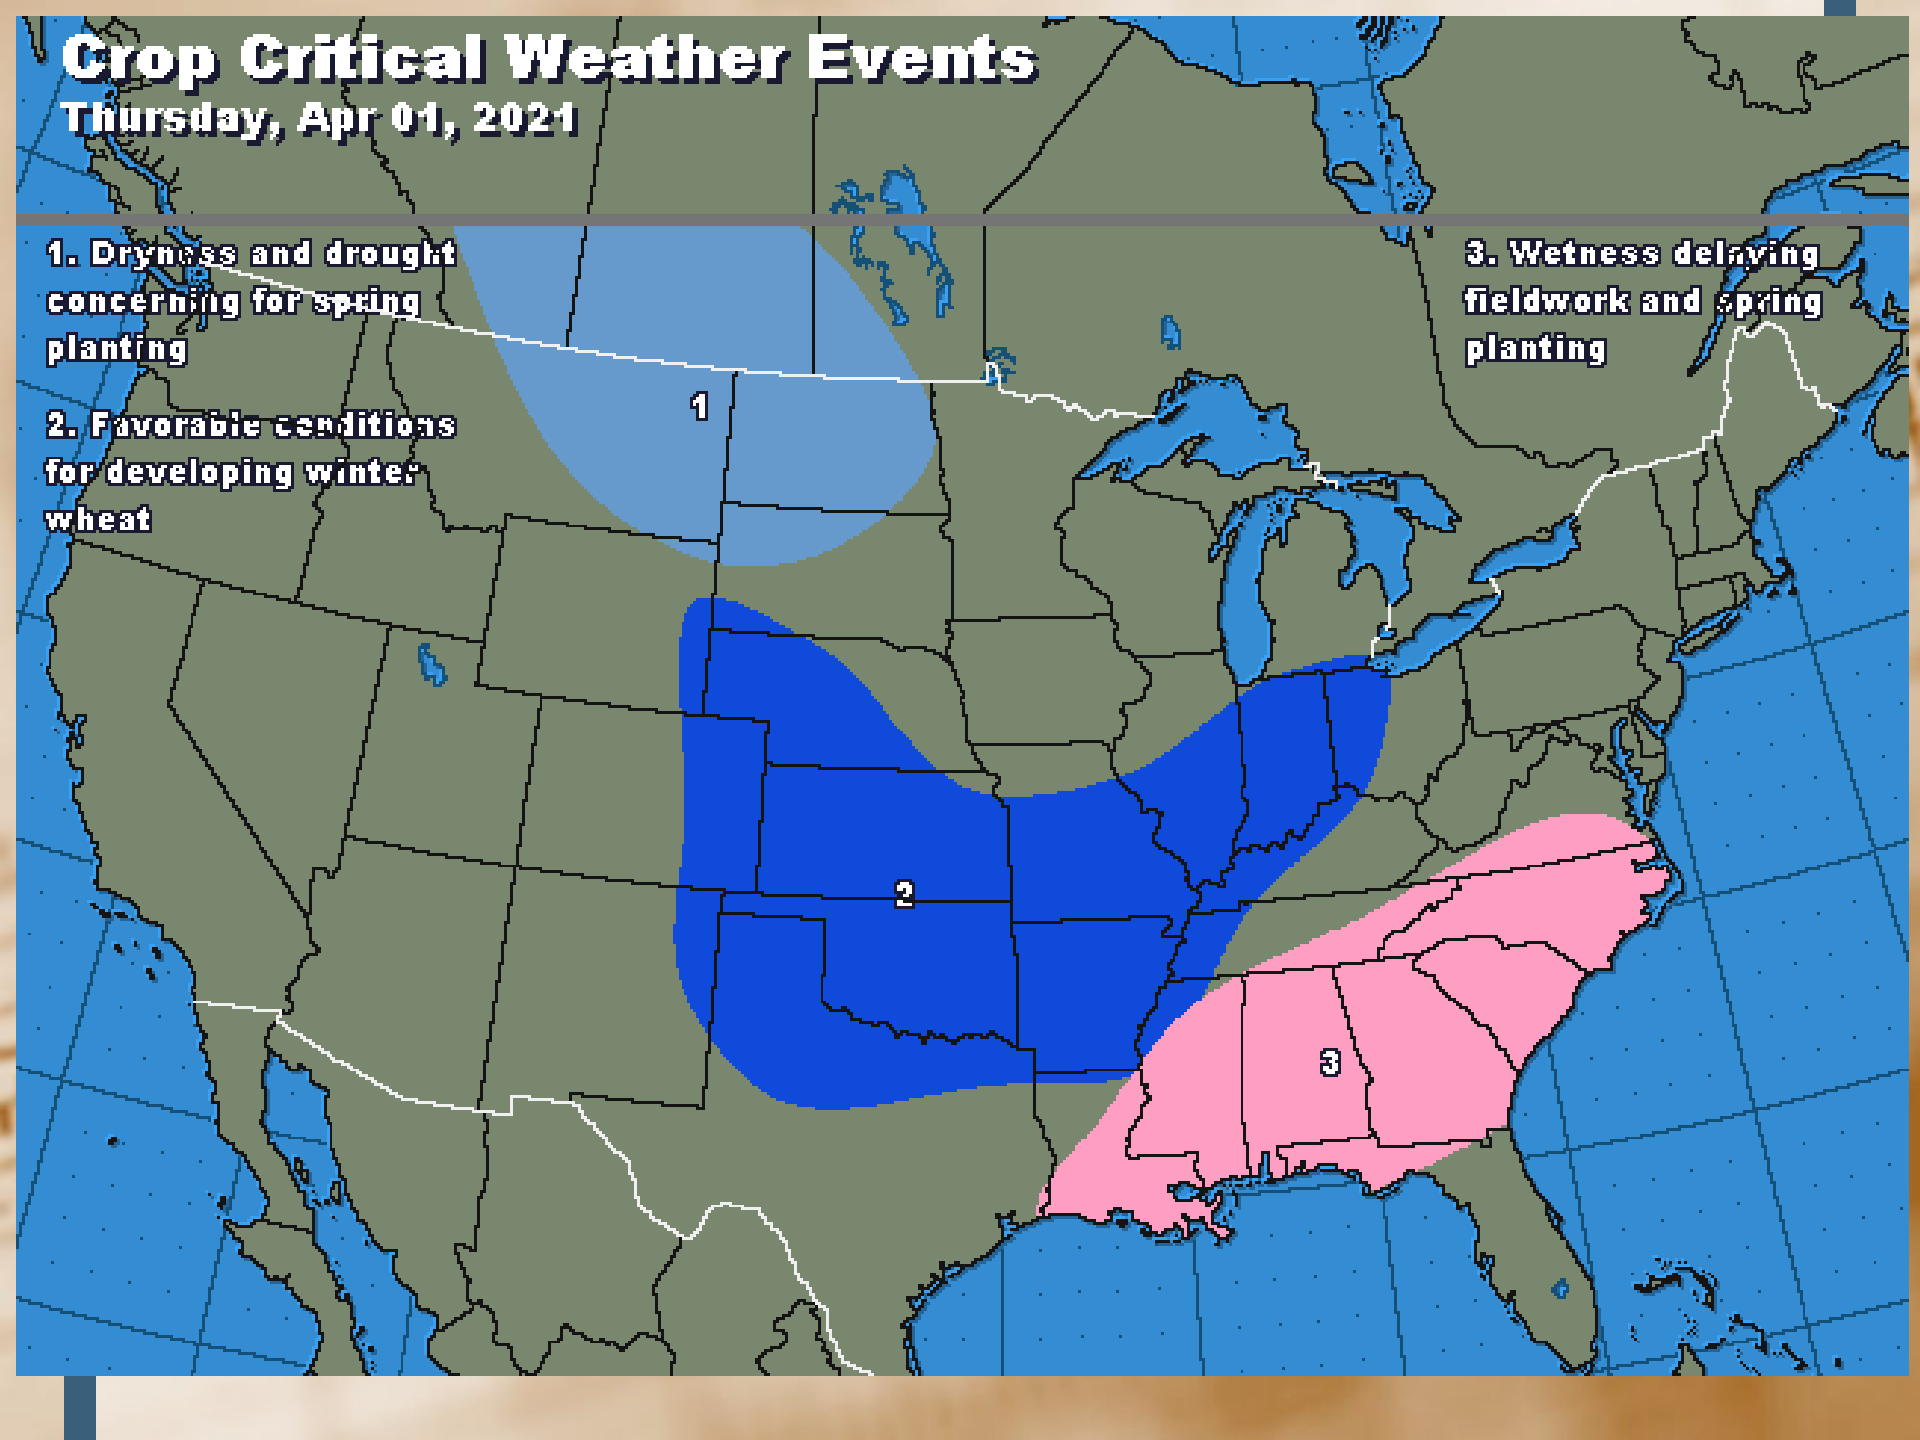 Crop Critical Weather Events
Thursday, Apr 01, 2021
1. Dryness and drought
concerning for spring
planting
2. Favorable conditions
for developing winter
wheat
3. Wetness delaying
fieldwork and spring
planting
1
2
3